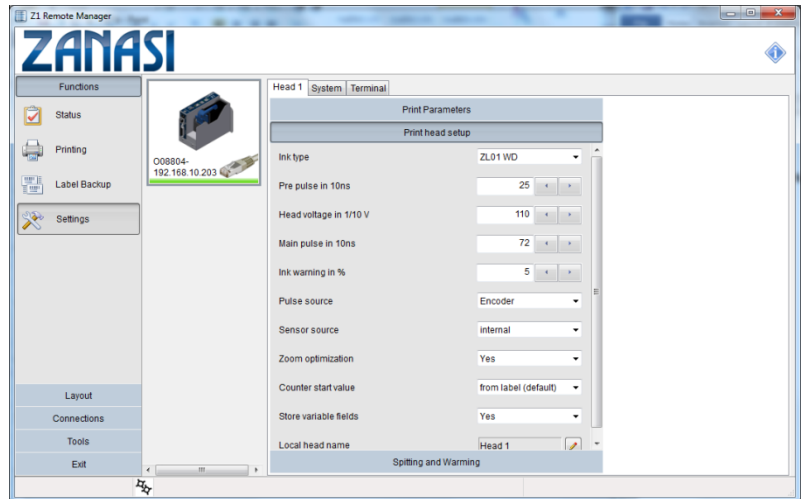 Z1 Remote Manager
ZANASI
Functions
Status
Printing
Label Backup
Settings
Layout
Connections
Tools
Exit
O08804-
192.168.10.203
Head 1 System Terminal
Print Parameters
Print head setup
Ink type ZL01 WD
Pre pulse in 10ns 25
Head voltage in 1/10 V 110
Main pulse in 10ns 72
Ink warning in % 5
Pulse source Encoder
Sensor source internal
Zoom optimization Yes
Counter start value from label (default)
Store variable fields Yes
Local head name Head 1
Spitting and Warming